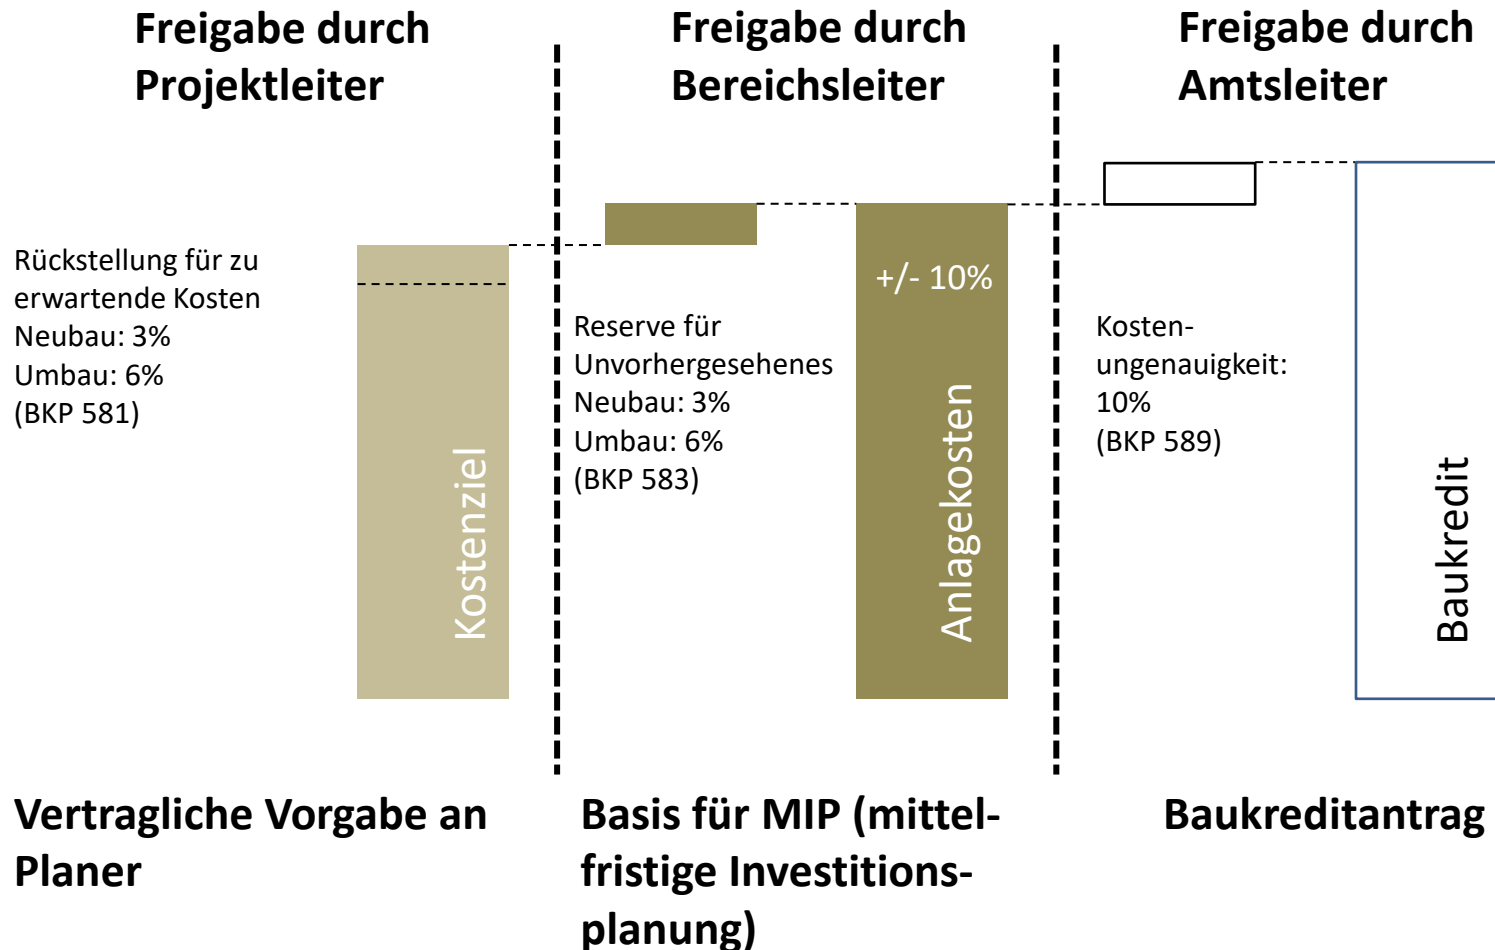 Freigabe durch
Projektleiter
Freigabe durch
Bereichsleiter
Freigabe durch
Amtsleiter
Rückstellung für zu
erwartende Kosten
Neubau: 3%
Umbau: 6%
(BKP 581)
Kostenziel
Reserve für
Unvorhergesehenes
Neubau: 3%
Umbau: 6%
(BKP 583)
+/- 10%
Anlagekosten
Kosten-
ungenauigkeit:
10%
(BKP 589)
Baukredit
Vertragliche Vorgabe an
Planer
Basis für MIP (mittel-
fristige Investitions-
planung)
Baukreditantrag